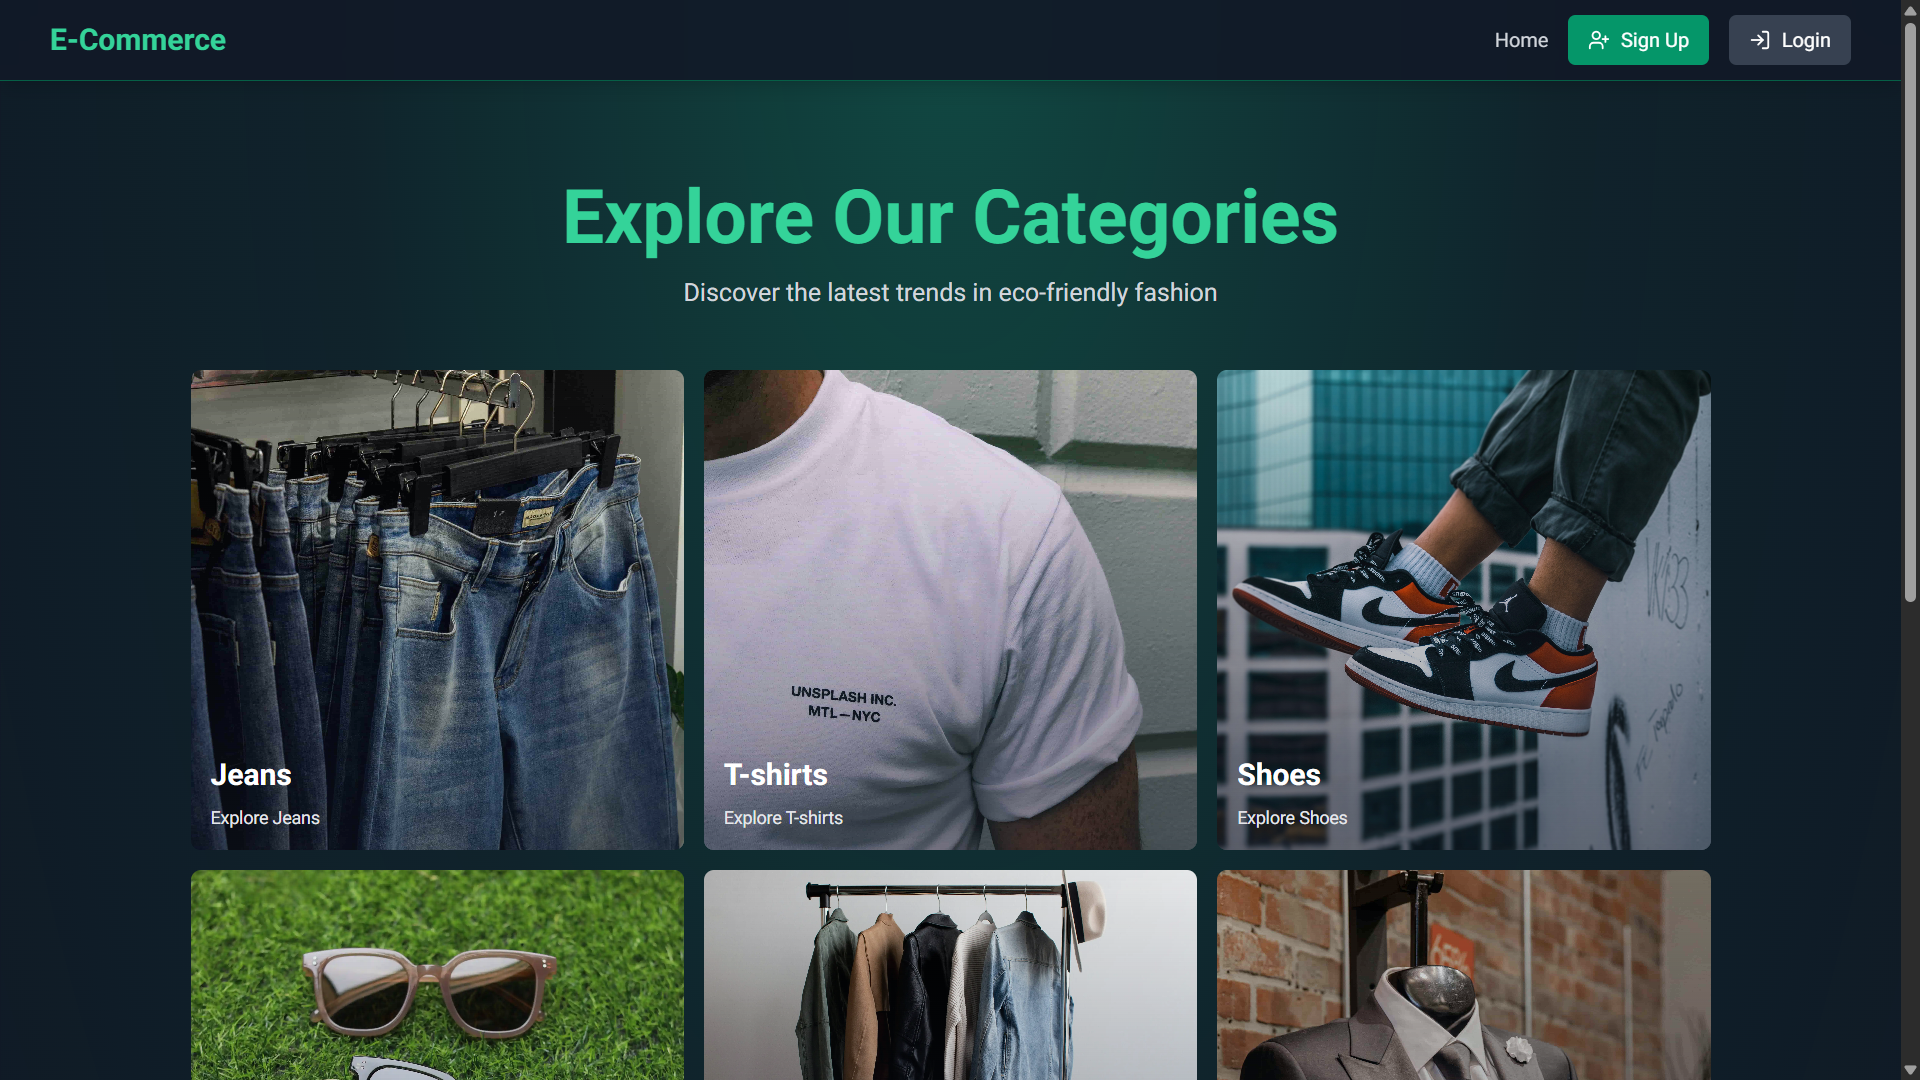 E-Commerce
Home
Sign Up
Login
Explore Our Categories
Discover the latest trends in eco-friendly fashion
UNSPLASH INC.
MTL—NYC
Jeans
Explore Jeans
T-shirts
Explore T-shirts
Shoes
Explore Shoes